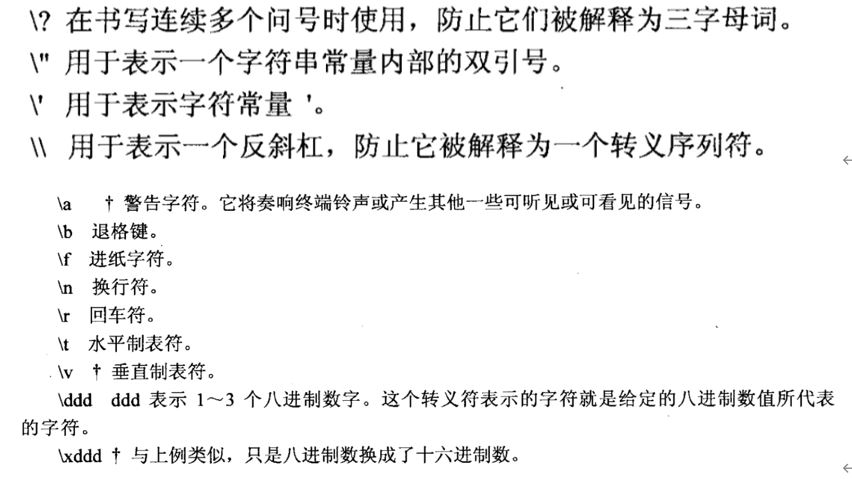 \? 在书写连续多个问号时使用，防止它们被解释为三字母词。
\" 用于表示一个字符串常量内部的双引号。
\' 用于表示字符常量 '。
\\ 用于表示一个反斜杠，防止它被解释为一个转义序列符。
\a † 警告字符。它将奏响终端铃声或产生其他一些可听见或可看见的信号。
\b 退格键。
\f 进纸字符。
\n 换行符。
\r 回车符。
\t 水平制表符。
\v † 垂直制表符。
\ddd ddd 表示 1～3 个八进制数字。这个转义符表示的字符就是给定的八进制数值所代表
的字符。
\xddd † 与上例类似，只是八进制数换成了十六进制数。